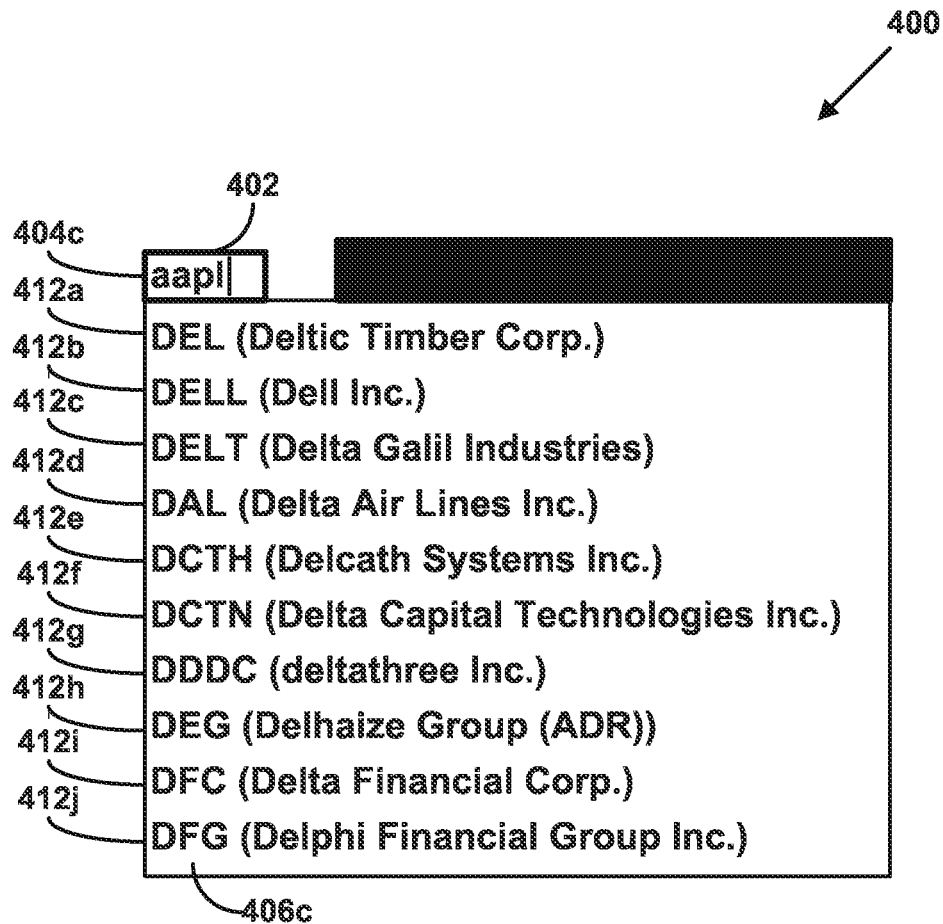 400
402
404c
aapl
412a
DEL (Deltic Timber Corp.)
412b
DELL (Dell Inc.)
412c
DELT (Delta Galil Industries)
412d
DAL (Delta Air Lines Inc.)
412e
DCTH (Delcath Systems Inc.)
412f
DCTN (Delta Capital Technologies Inc.)
412g
DDDC (deltathree Inc.)
412h
DEG (Delhaize Group (ADR))
412i
DFC (Delta Financial Corp.)
412j
DFG (Delphi Financial Group Inc.)
406c